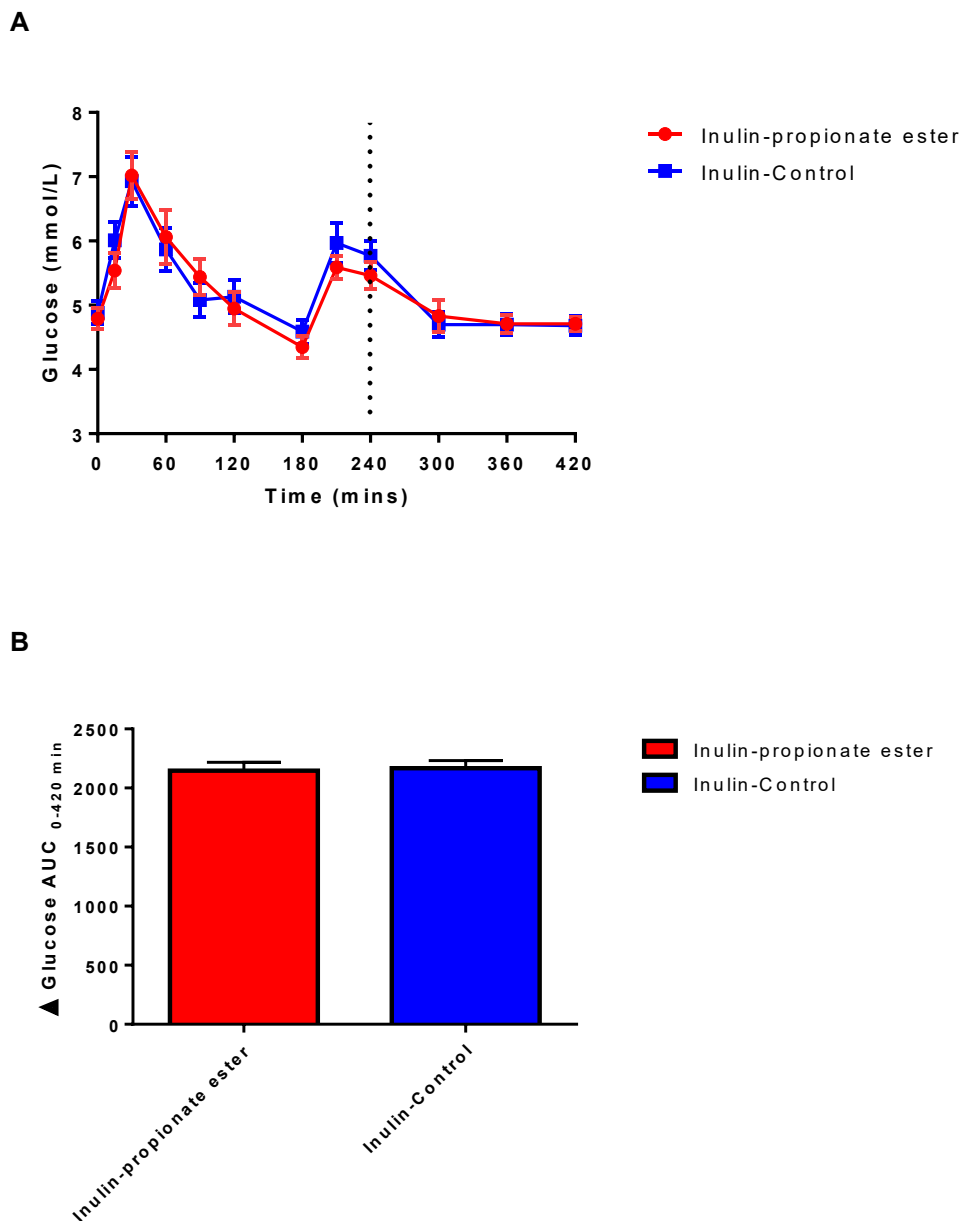 A
8
7
6
5
4
3
Glucose (mmol/L)
0 60 120 180 240 300 360 420
Time (mins)
Inulin-propionate ester
Inulin-Control
B
2500
2000
1500
1000
500
0
▲ Glucose AUC 0-420 min
Inulin-propionate ester
Inulin-Control
Inulin-propionate ester
Inulin-Control